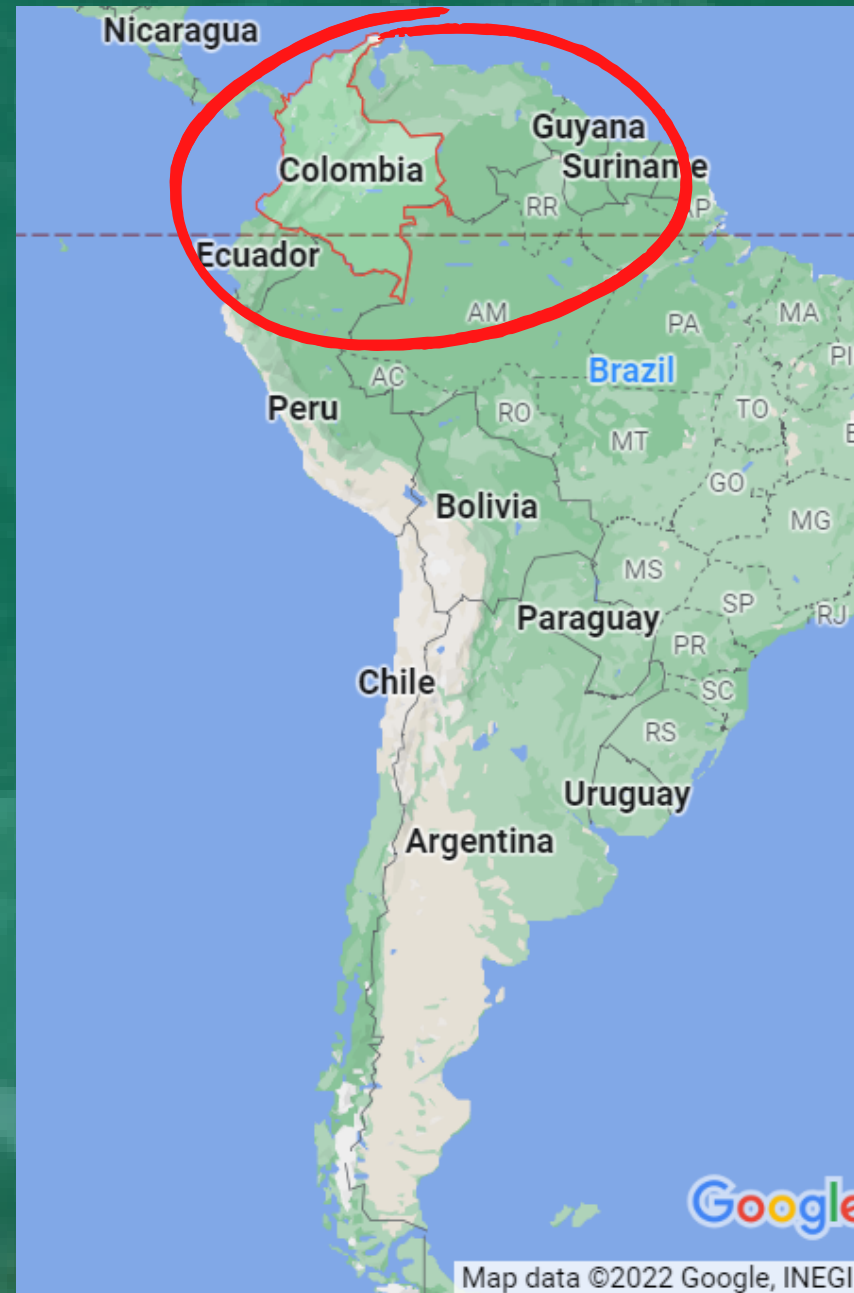 Nicaragua
Guyana
Colombia
Suriname
RR
AP
Ecuador
AM
PA
MA
PI
AC
Brazil
Peru
RO
TO
MT
GO
Bolivia
MG
MS
SP
Paraguay
RJ
PR
Chile
SC
RS
Uruguay
Argentina
Google
Map data ©2022 Google, INEGI